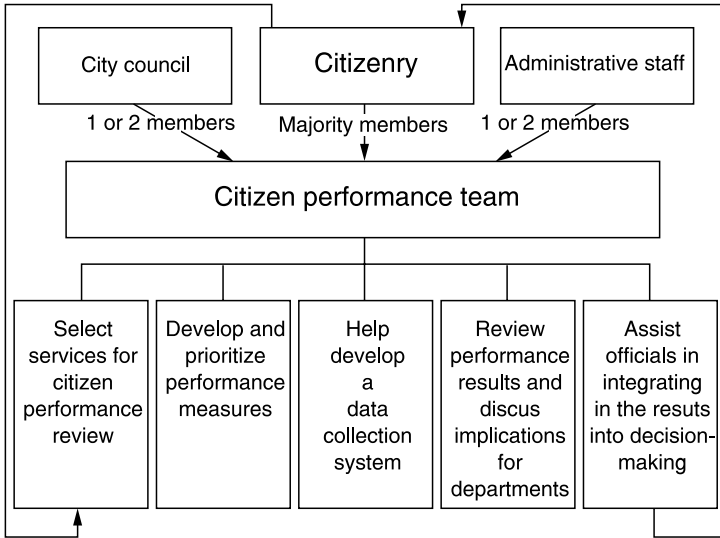 City council
Citizenry
Administrative staff
1 or 2 members
Majority members
1 or 2 members
Citizen performance team
Select
services for
citizen
performance
review
Develop and
prioritize
performance
measures
Help
develop
a
data
collection
system
Review
performance
results and
discus
implications
for
departments
Assist
officials in
integrating
in the resuts
into decision-
making